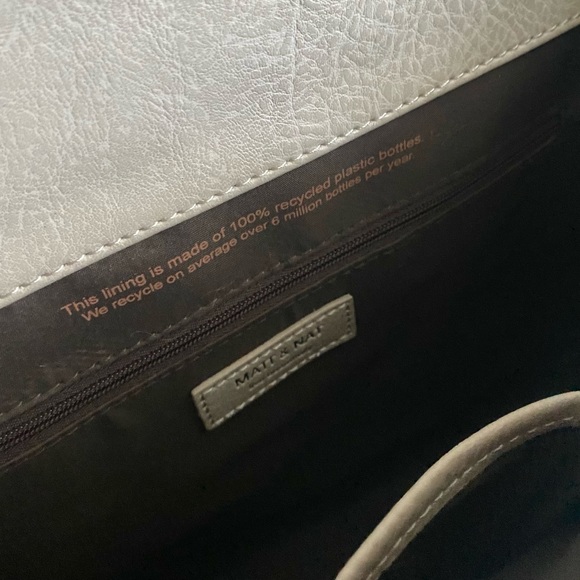 This lining is made of 100% recycled plastic bottles.
We recycle on average over 6 million bottles per year.
MATT & NAT